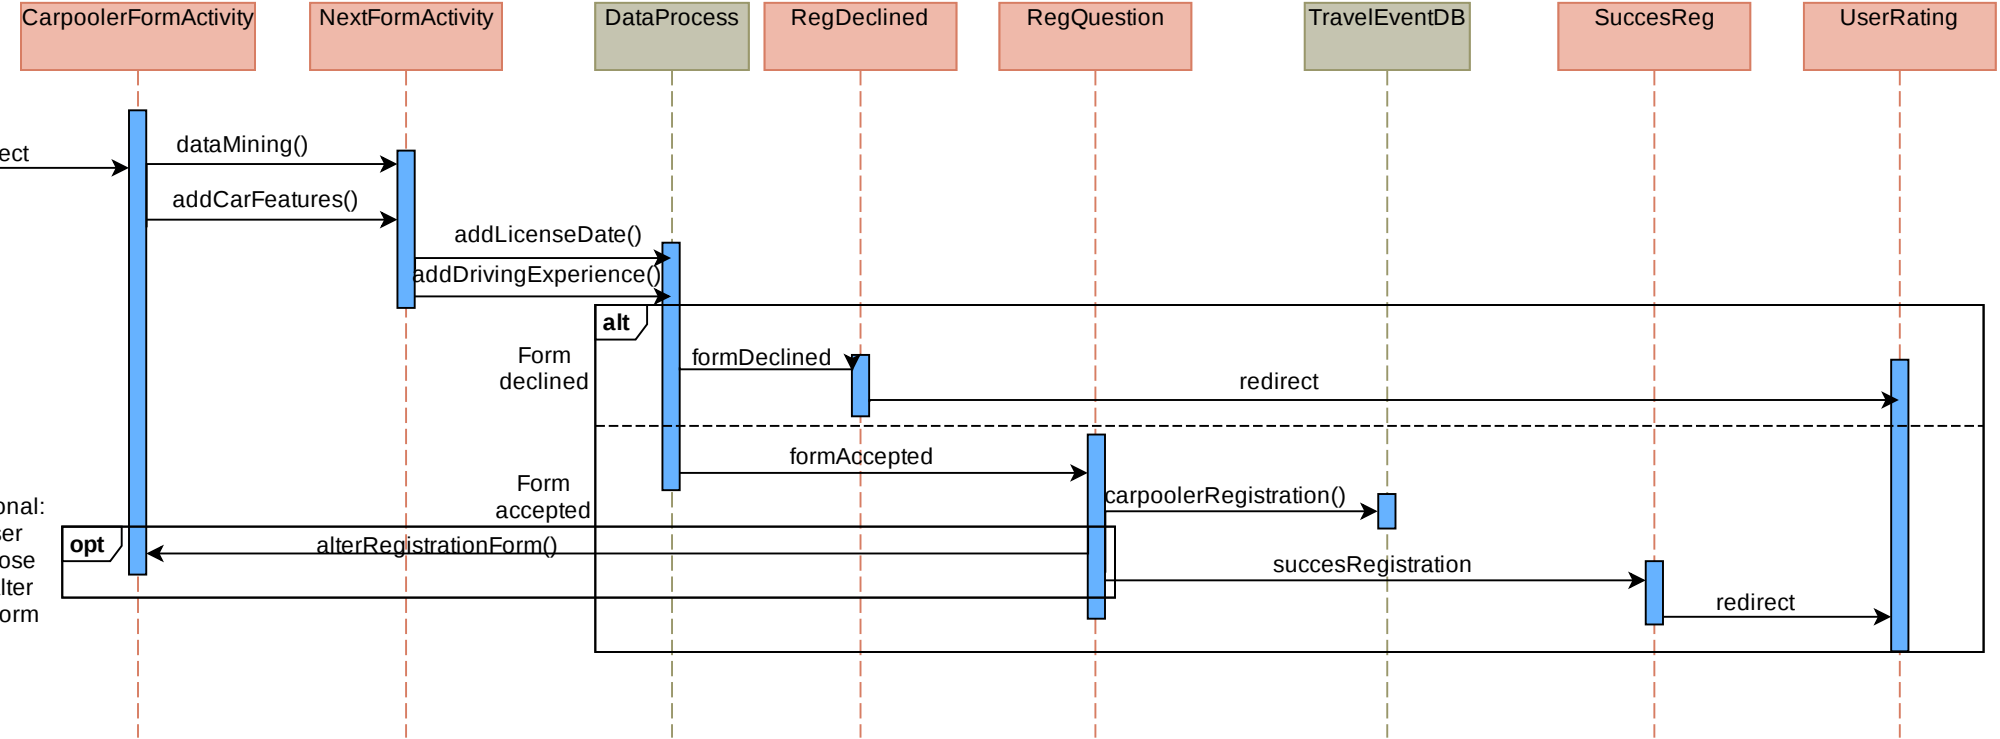 CarpoolerFormActivity
NextFormActivity
DataProcess
RegDeclined
RegQuestion
TravelEventDB
SuccesReg
UserRating
ect
dataMining()
addCarFeatures()
addLicenseDate()
addDrivingExperience()
alt
Form
declined
formDeclined
redirect
formAccepted
Form
accepted
carpoolerRegistration()
onal:
ser
ose
lter
orm
opt
alterRegistrationForm()
succesRegistration
redirect